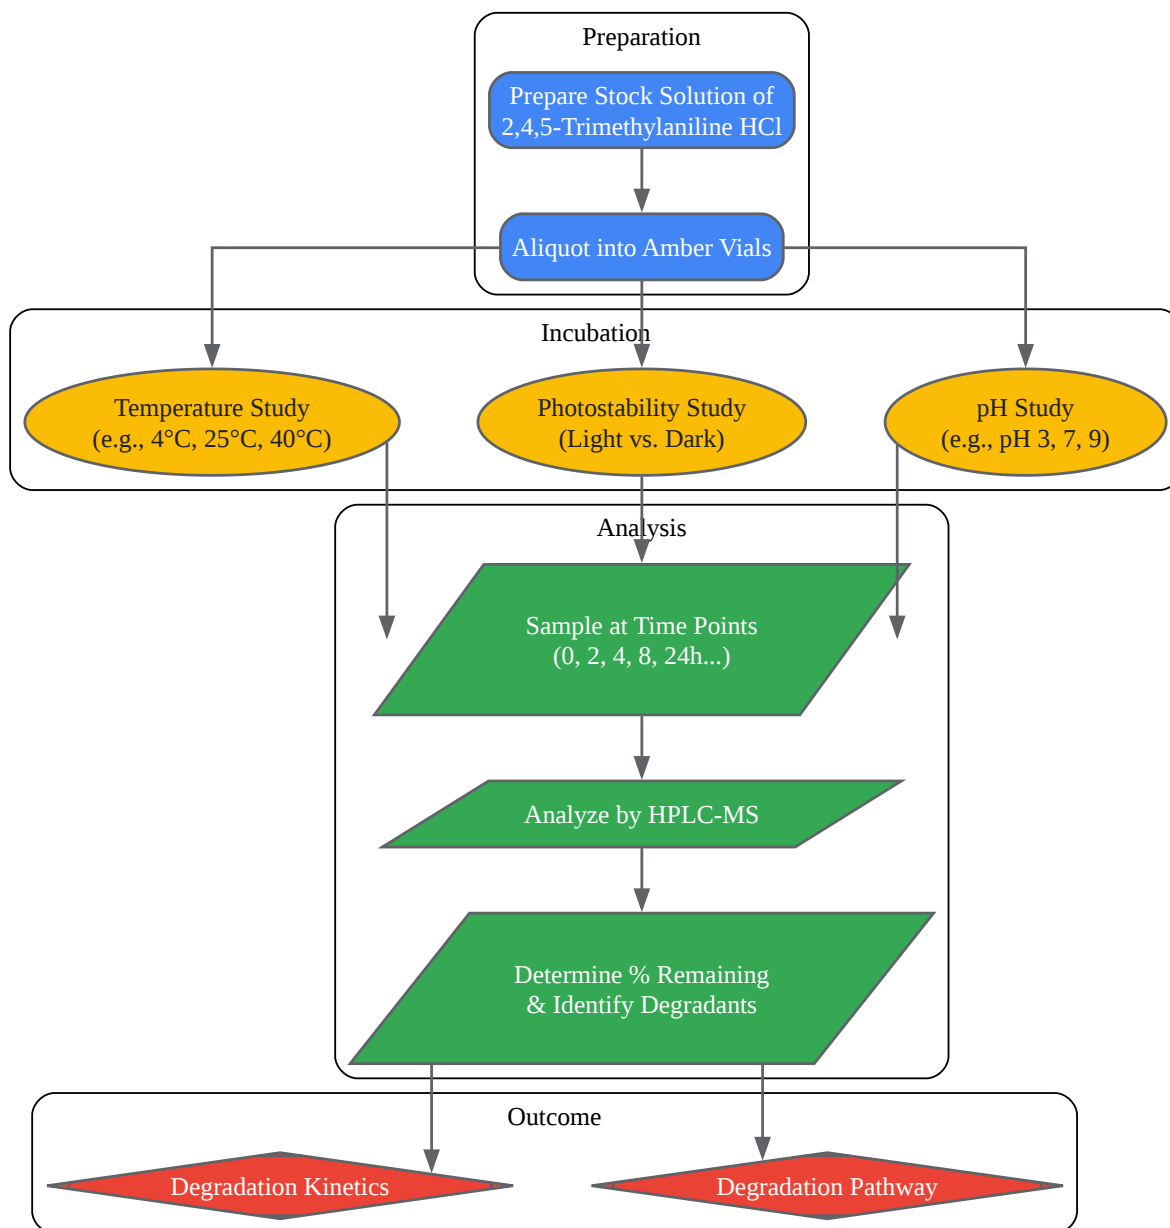 Preparation
Prepare Stock Solution of
2,4,5-Trimethylaniline HCl
Aliquot into Amber Vials
Incubation
Temperature Study
(e.g., 4°C, 25°C, 40°C)
Photostability Study
(Light vs. Dark)
pH Study
(e.g., pH 3, 7, 9)
Analysis
Sample at Time Points
(0, 2, 4, 8, 24h...)
Analyze by HPLC-MS
Determine % Remaining
& Identify Degradants
Outcome
Degradation Kinetics
Degradation Pathway